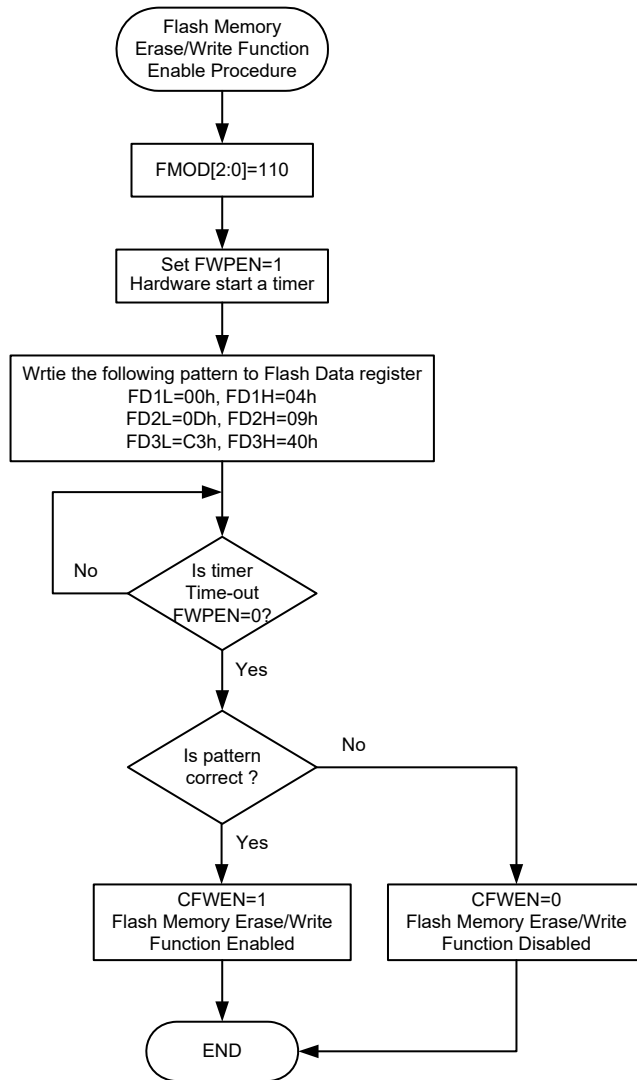 Flash Memory
Erase/Write Function
Enable Procedure
FMOD[2:0]=110
Set FWPEN=1
Hardware start a timer
Wrtie the following pattern to Flash Data register
FD1L=00h, FD1H=04h
FD2L=0Dh, FD2H=09h
FD3L=C3h, FD3H=40h
No
Is timer
Time-out
FWPEN=0?
Yes
Is pattern
correct ?
No
Yes
CFWEN=1
Flash Memory Erase/Write
Function Enabled
CFWEN=0
Flash Memory Erase/Write
Function Disabled
END